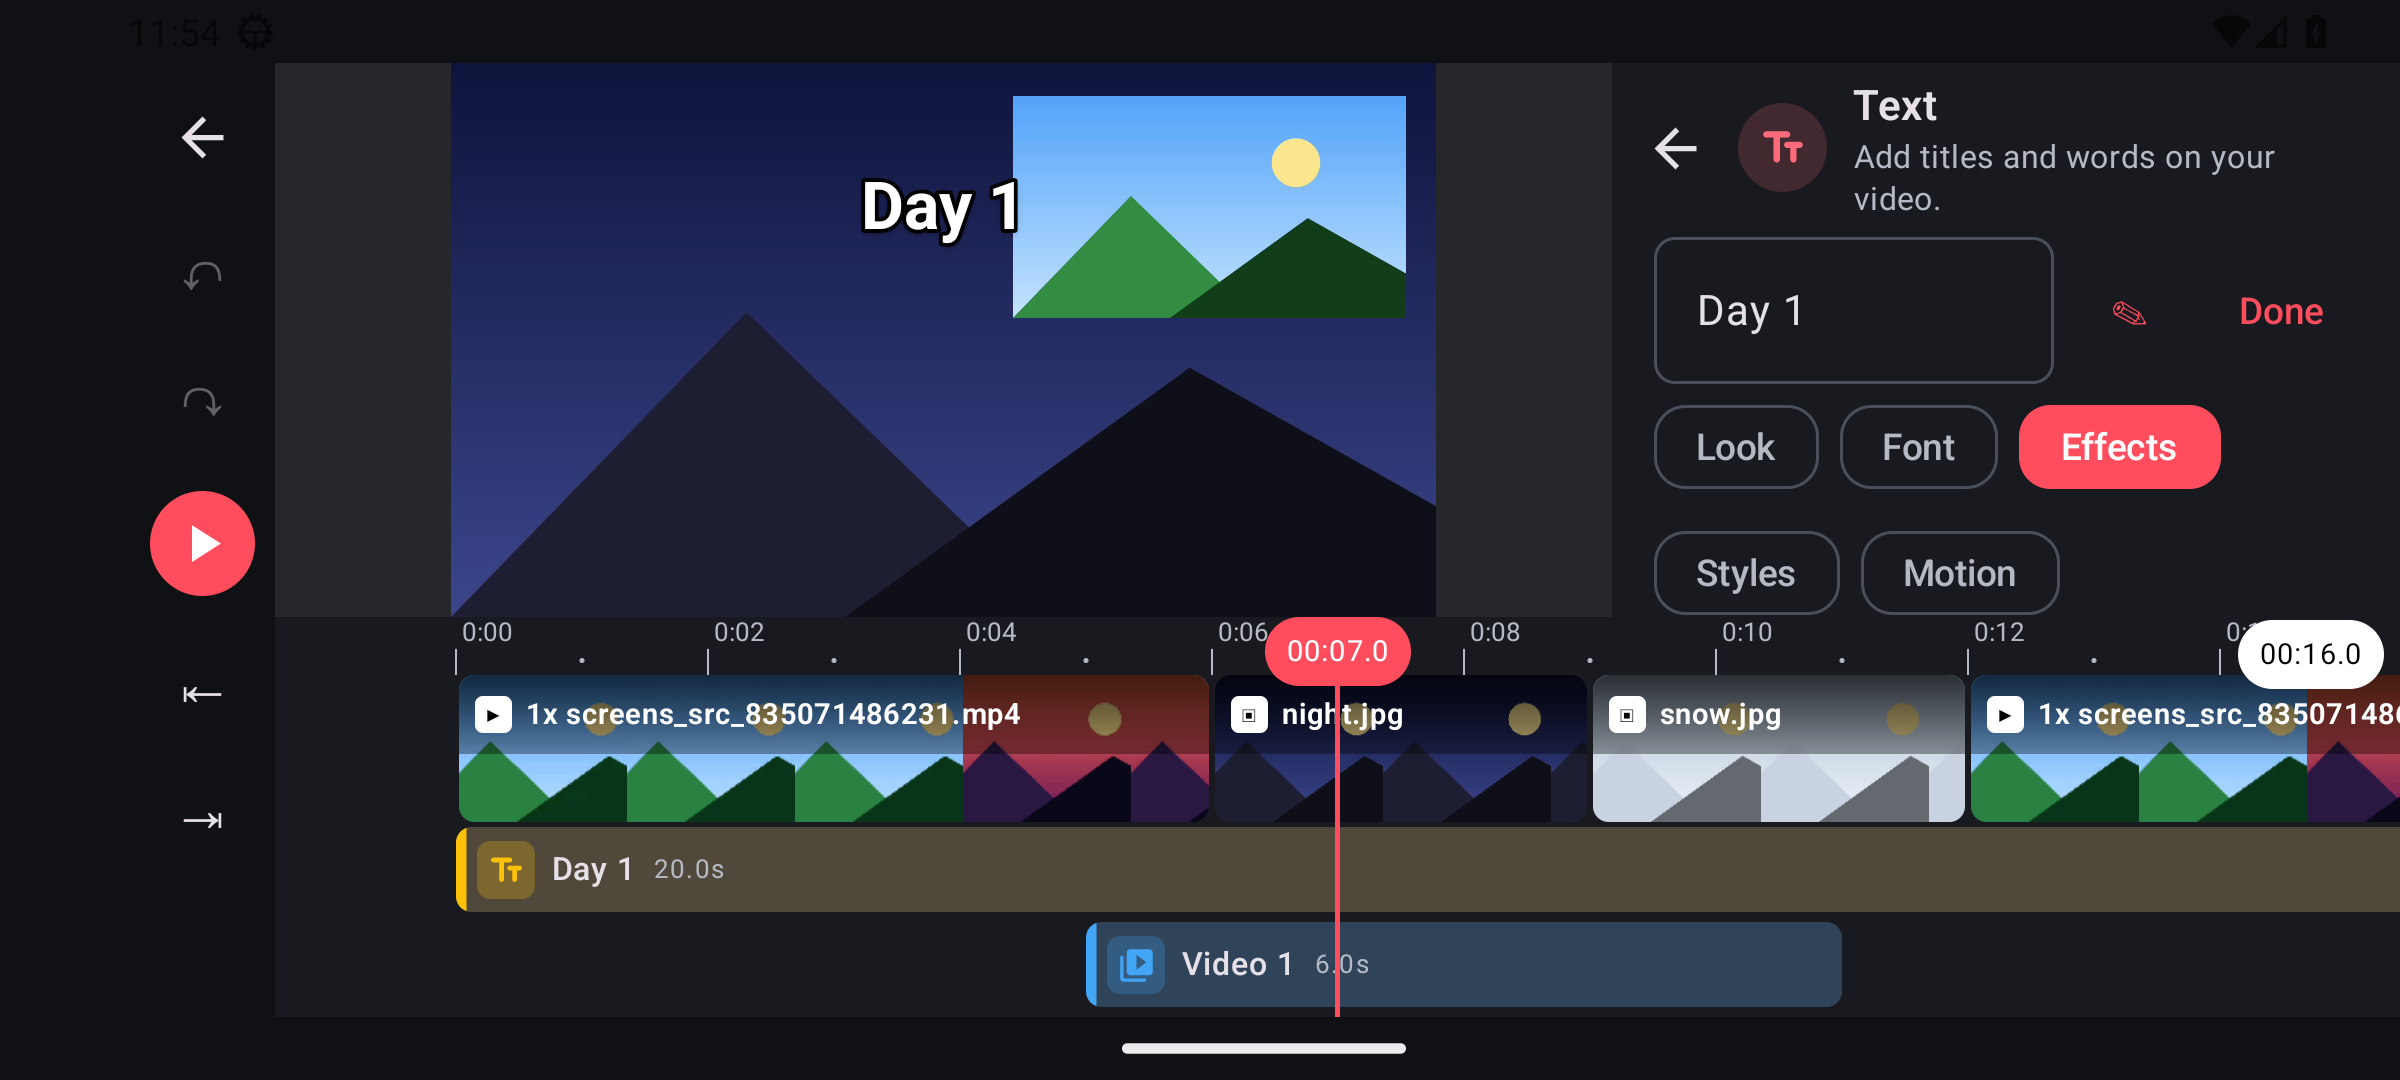 11:54
Text
Add titles and words on your
video.
Day 1
Day 1
Done
Look
Font
Effects
Styles
Motion
0:00
0:02
0:04
0:06
00:07.0
0:08
0:10
0:12
00:16.0
1x screens_src_835071486231.mp4
night.jpg
snow.jpg
1x screens_src_835071486
Day 1 20.0s
Video 1 6.0s